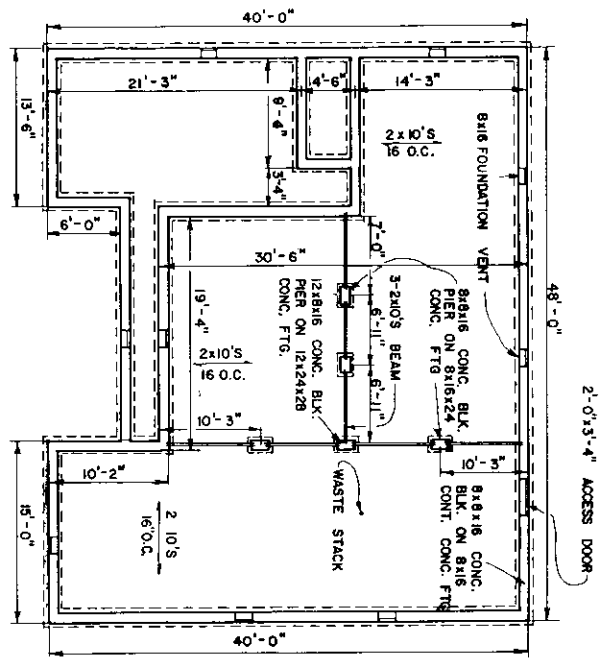 40'-0"
21'-3"
4'-6"
14'-3"
13'-6"
9'-4"
3'-4"
2x10'S
16 O.C.
8x16 FOUNDATION VENT
6'-0"
30'-6"
7'-0"
6'-11"
6'-11"
19'-4"
48'-0"
2x10'S
16 O.C.
12x8x16 CONC. BLK.
PIER ON 12x24x28
CONC, FTG.
3-2x10'S BEAM
8x8x16 CONC. BLK.
PIER ON 8x16x24
CONC. FTG
2'-0"x3'-4" ACCESS DOOR
10'-3"
10'-3"
10'-2"
15'-0"
2 10'S
16"O.C.
WASTE STACK
8x8x16 CONC.
BLK. ON 8x16
CONT. CONC. FTG
40'-0"